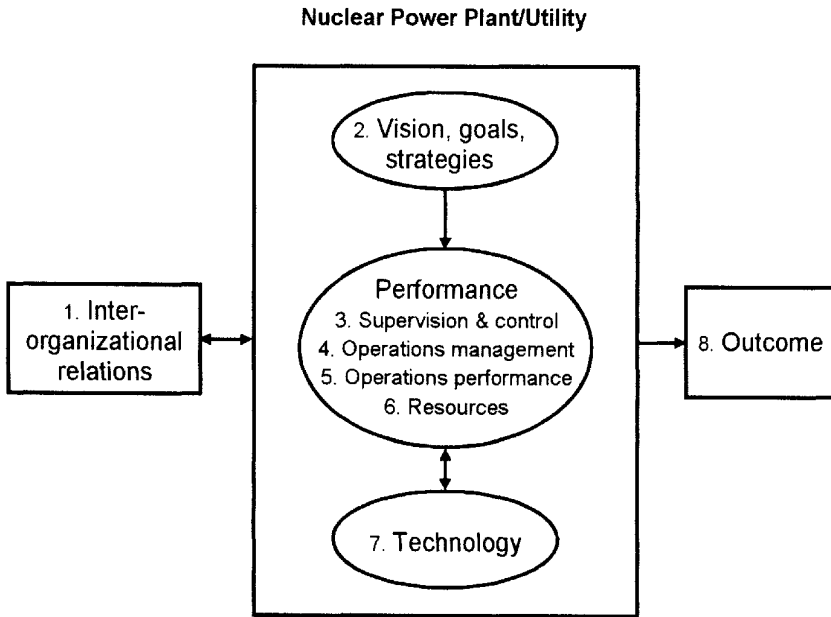 Nuclear Power Plant/Utility
2. Vision, goals,
strategies
Performance
3. Supervision & control
4. Operations management
5. Operations performance
6. Resources
7. Technology
1. Inter-
organizational
relations
8. Outcome